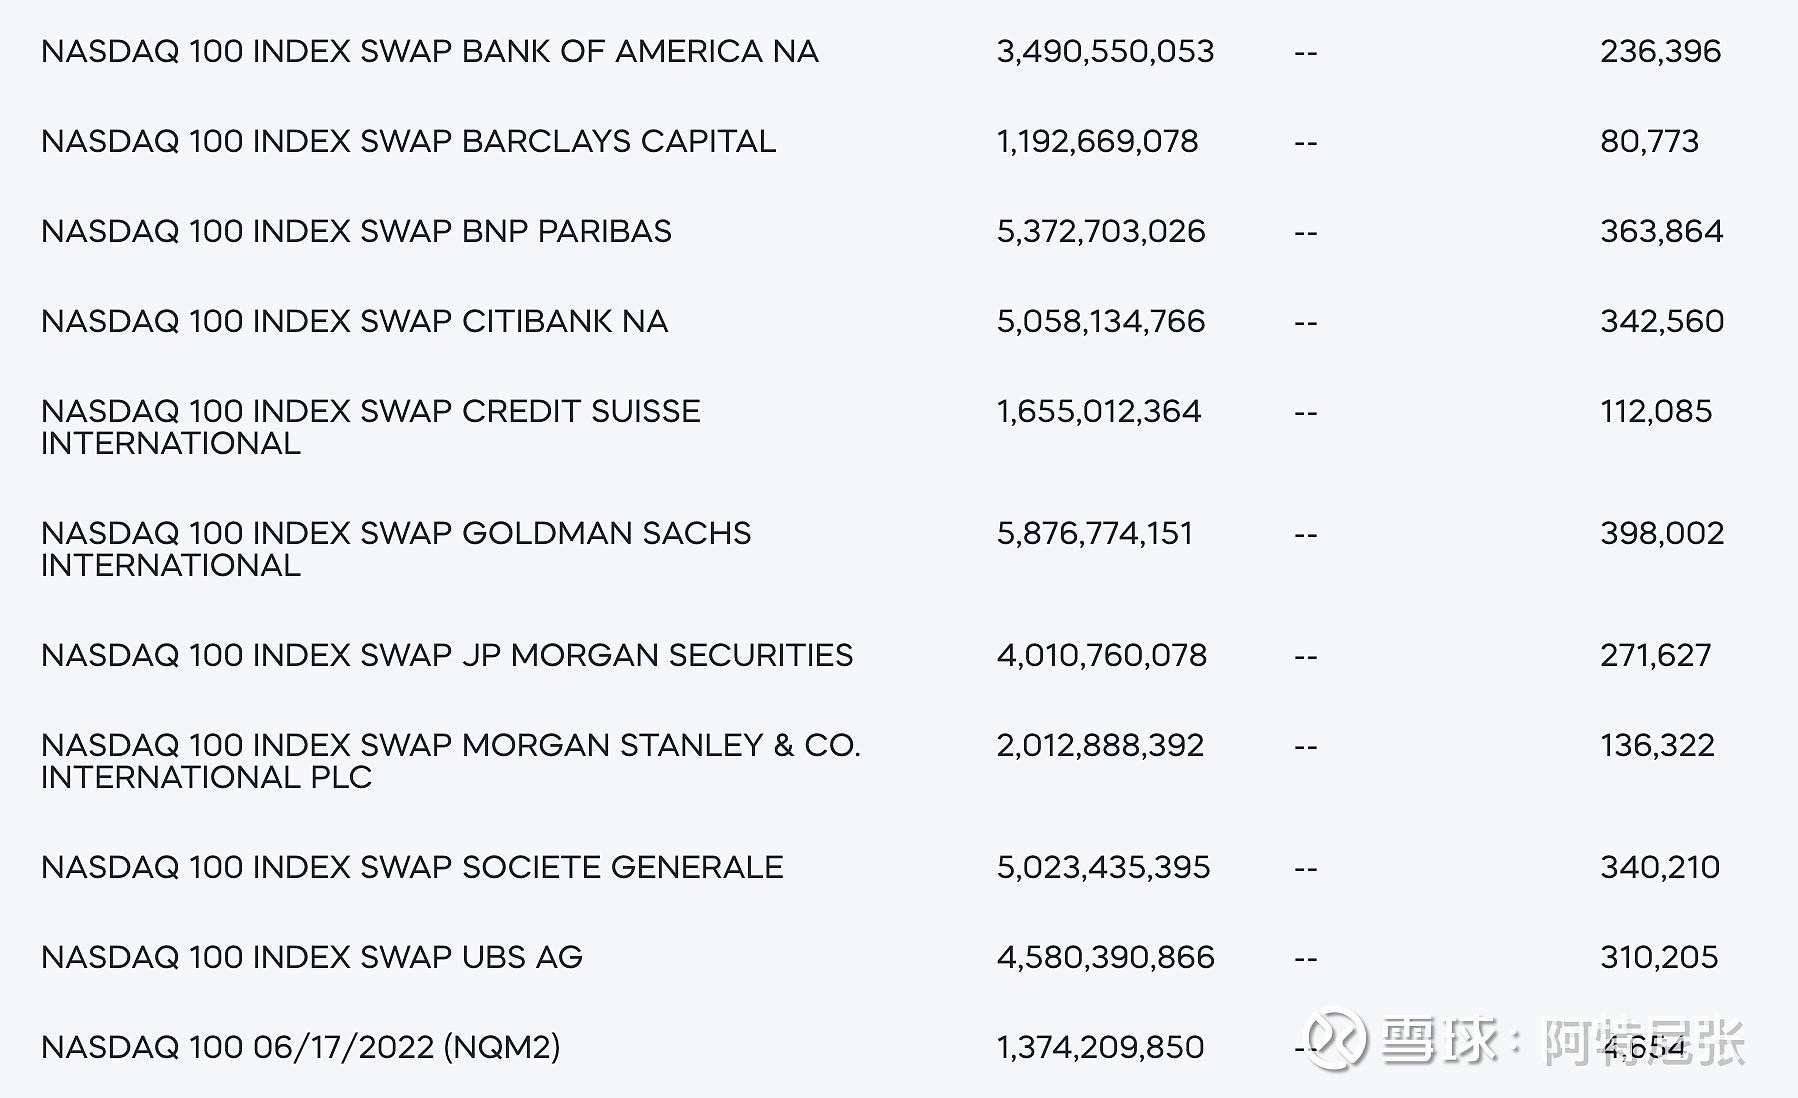 NASDAQ 100 INDEX SWAP BANK OF AMERICA NA 3,490,550,053 -- 236,396
NASDAQ 100 INDEX SWAP BARCLAYS CAPITAL 1,192,669,078 -- 80,773
NASDAQ 100 INDEX SWAP BNP PARIBAS 5,372,703,026 -- 363,864
NASDAQ 100 INDEX SWAP CITIBANK NA 5,058,134,766 -- 342,560
NASDAQ 100 INDEX SWAP CREDIT SUISSE 1,655,012,364 -- 112,085
INTERNATIONAL
NASDAQ 100 INDEX SWAP GOLDMAN SACHS 5,876,774,151 -- 398,002
INTERNATIONAL
NASDAQ 100 INDEX SWAP JP MORGAN SECURITIES 4,010,760,078 -- 271,627
NASDAQ 100 INDEX SWAP MORGAN STANLEY & CO. 2,012,888,392 -- 136,322
INTERNATIONAL PLC
NASDAQ 100 INDEX SWAP SOCIETE GENERALE 5,023,435,395 -- 340,210
NASDAQ 100 INDEX SWAP UBS AG 4,580,390,866 -- 310,205
NASDAQ 100 06/17/2022 (NQM2) 1,374,209,850 -- 4,654
雪球：阿特尼张